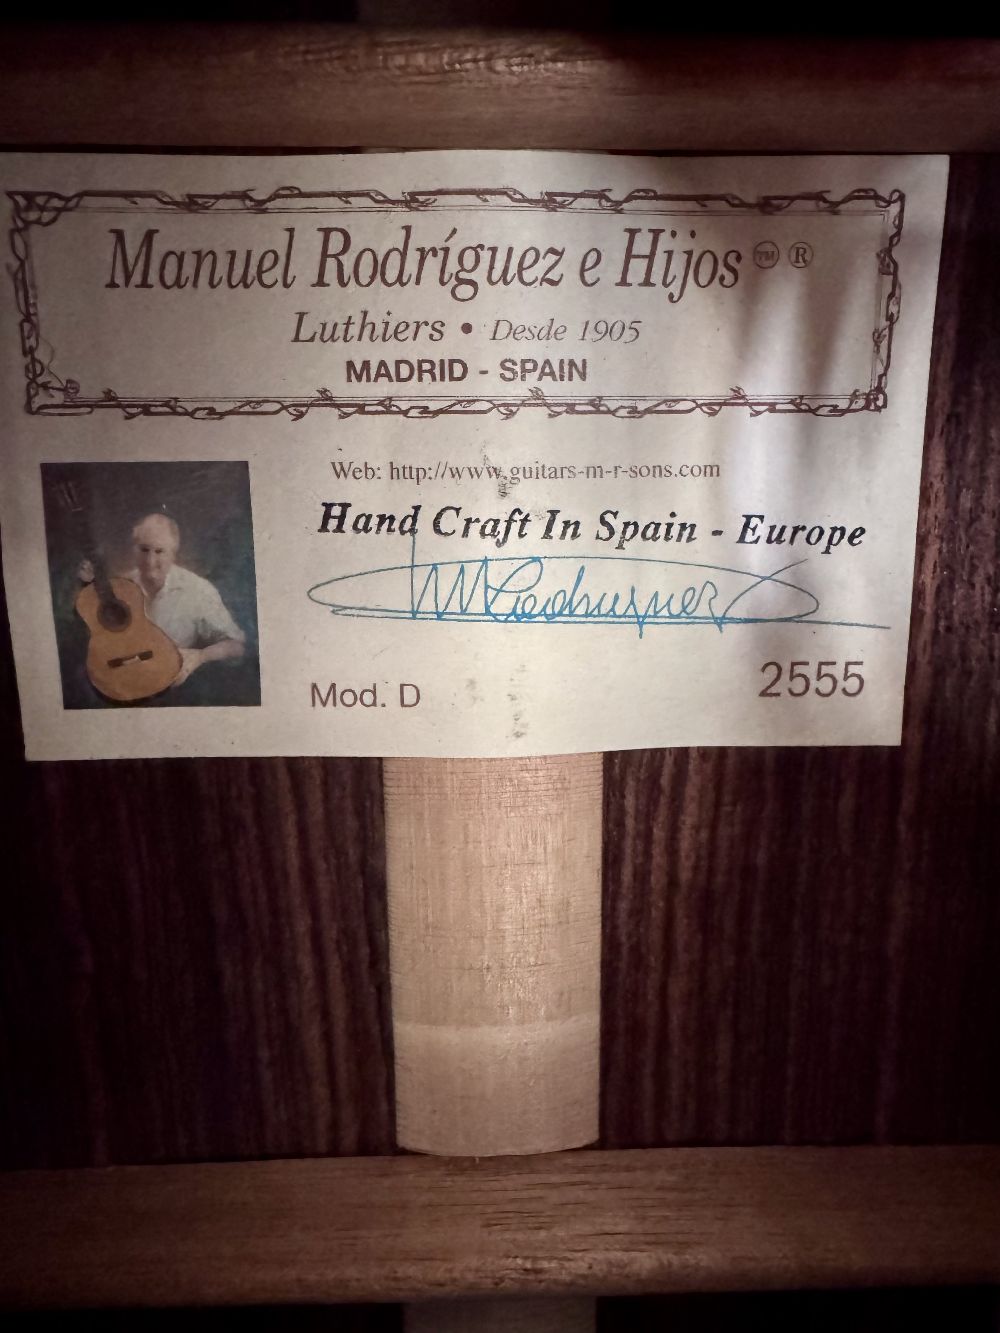 Manuel Rodríguez e Hijos ™ ®
Luthiers • Desde 1905
MADRID - SPAIN
Web: http://www.guitars-m-r-sons.com
Hand Craft In Spain - Europe
MRodriguez
Mod. D
2555